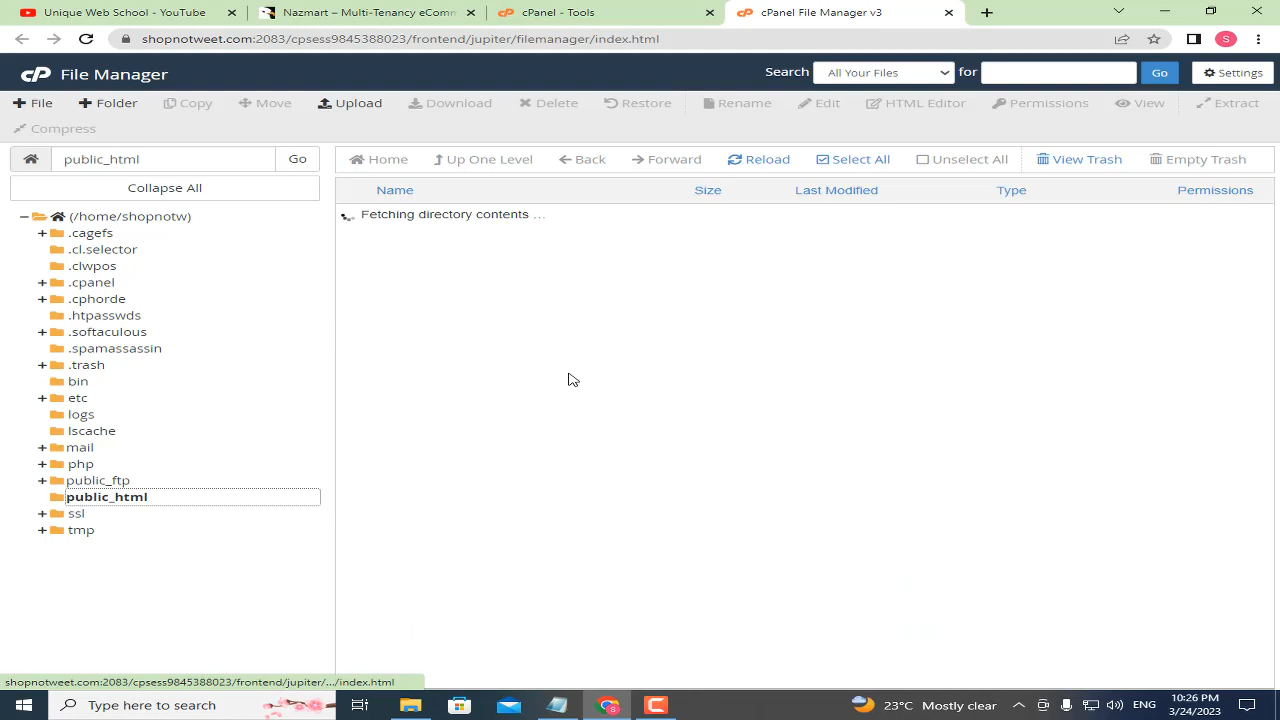 Unique Web School - YouTube
Nazmart – Multi-Tenancy eComm
cPanel - Tools
cPanel File Manager v3
shopnotweet.com:2083/cpsess9845388023/frontend/jupiter/filemanager/index.html
S
cP File Manager
Search All Your Files for Go Settings
File Folder Copy Move Upload Download Delete Restore Rename Edit HTML Editor Permissions View Extract
Compress
public_html Go
Home Up One Level Back Forward Reload Select All Unselect All View Trash Empty Trash
Collapse All
Name Size Last Modified Type Permissions
(/home/shopnotw)
Fetching directory contents ...
.cagefs
.cl.selector
.clwpos
.cpanel
.cphorde
.htpasswds
.softaculous
.spamassassin
.trash
bin
etc
logs
lscache
mail
php
public_ftp
public_html
ssl
tmp
shopnotweet.com:2083/cpsess9845388023/frontend/jupiter/.../index.html
Type here to search
23°C Mostly clear
ENG
10:26 PM
3/24/2023